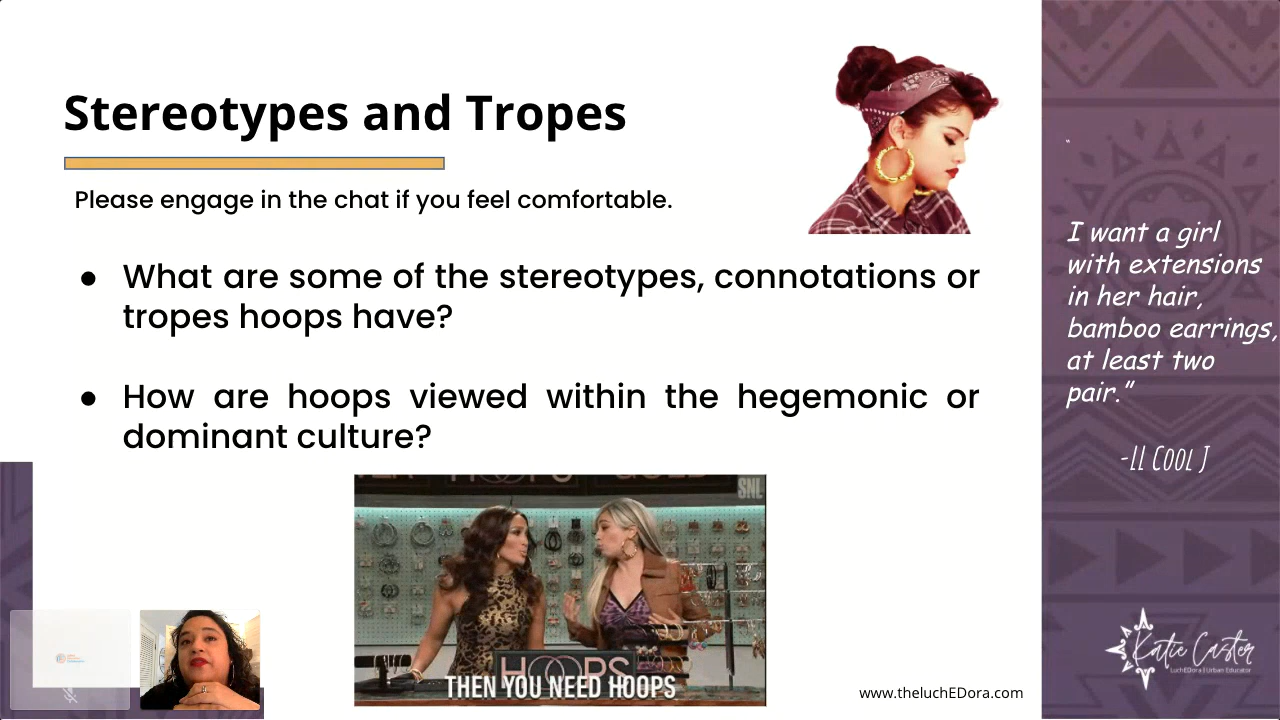 Stereotypes and Tropes
Please engage in the chat if you feel comfortable.
● What are some of the stereotypes, connotations or
tropes hoops have?
● How are hoops viewed within the hegemonic or
dominant culture?
SNL
HOOPS
THEN YOU NEED HOOPS
www.theluchEDora.com
“
I want a girl
with extensions
in her hair,
bamboo earrings,
at least two
pair.”
-LL COOL J
Katie Caster
LuchEDora | Urban Educator